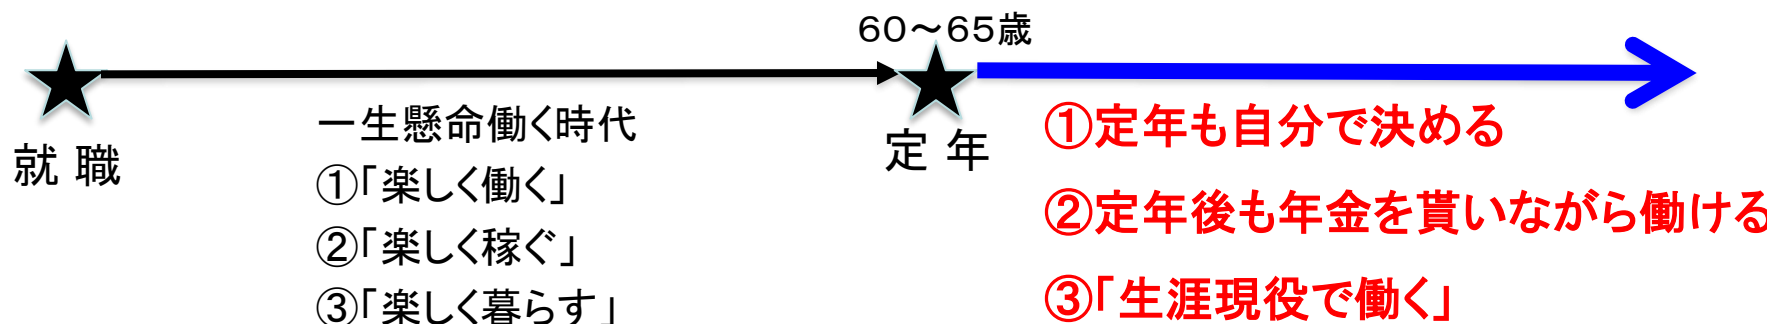 60~65歳
就 職
一生懸命働く時代
①「楽しく働く」
②「楽しく稼ぐ」
③「楽しく暮らす」
定 年
①定年も自分で決める
②定年後も年金を貰いながら働ける
③「生涯現役で働く」